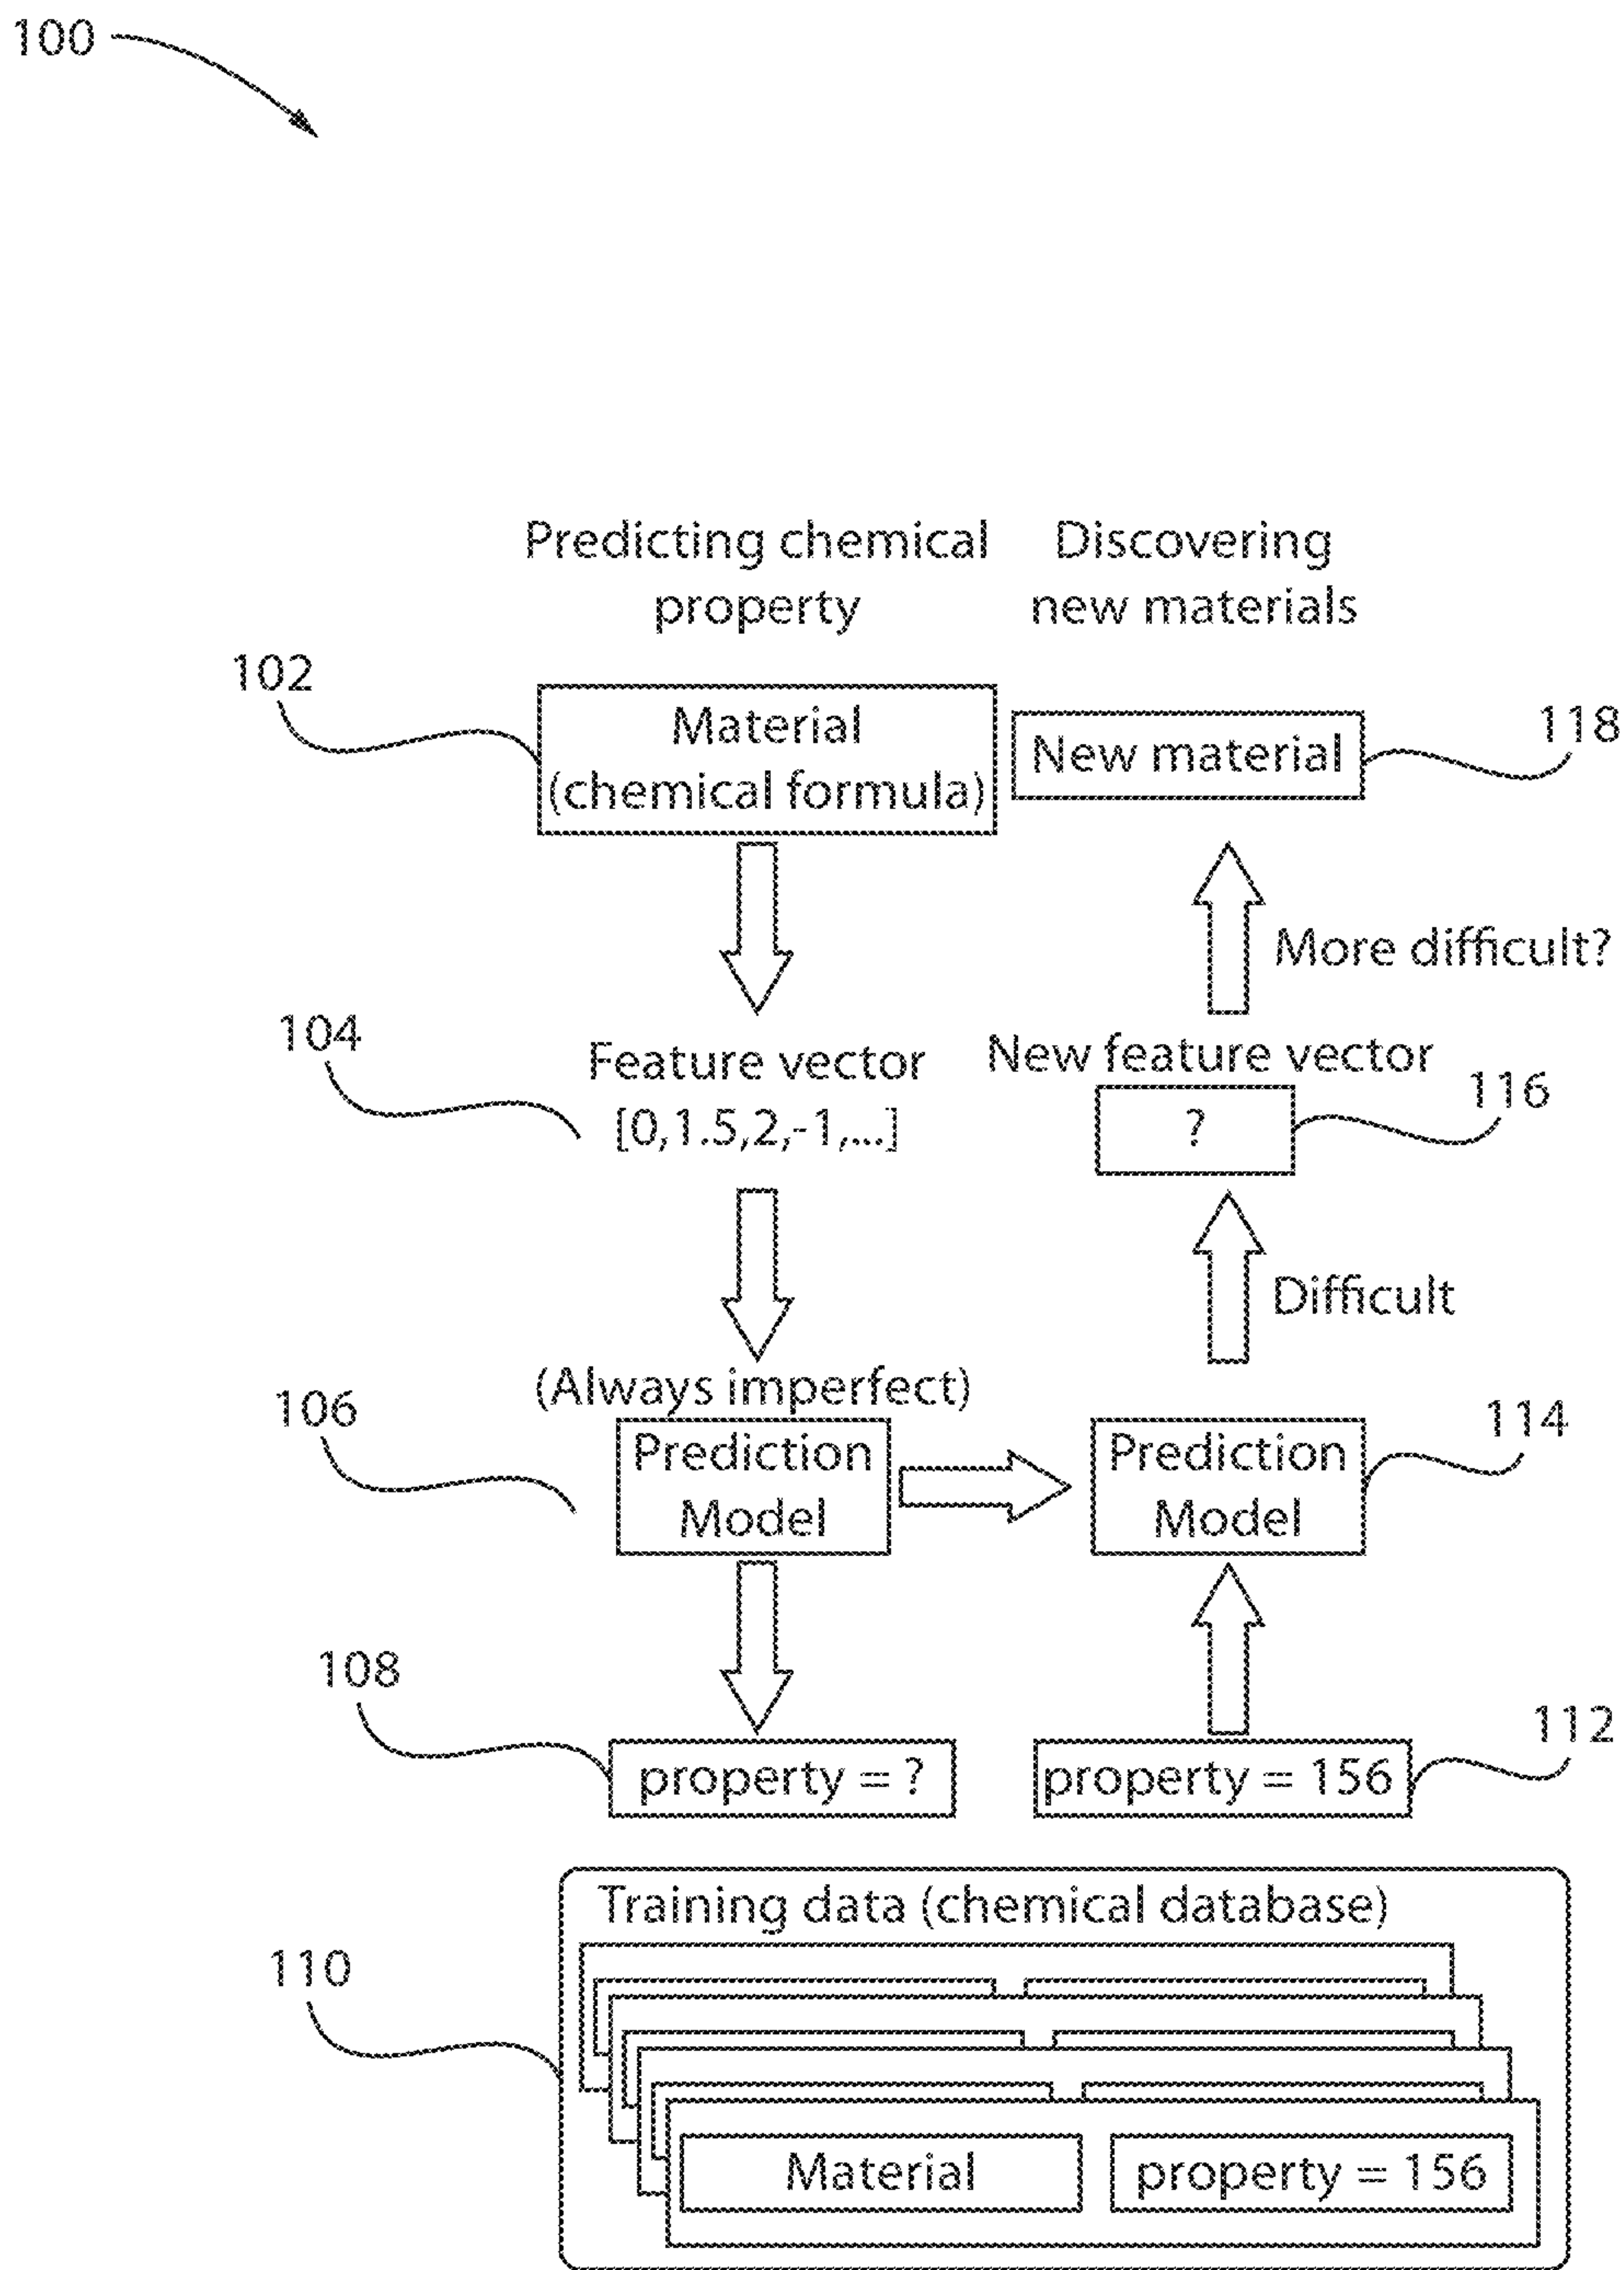 100
Predicting chemical
property
Discovering
new materials
102
Material
(chemical formula)
New material
118
More difficult?
104
Feature vector
[0,1.5,2,-1,...]
New feature vector
?
116
Difficult
(Always imperfect)
106
Prediction
Model
Prediction
Model
114
108
property = ?
property = 156
112
Training data (chemical database)
110
Material
property = 156